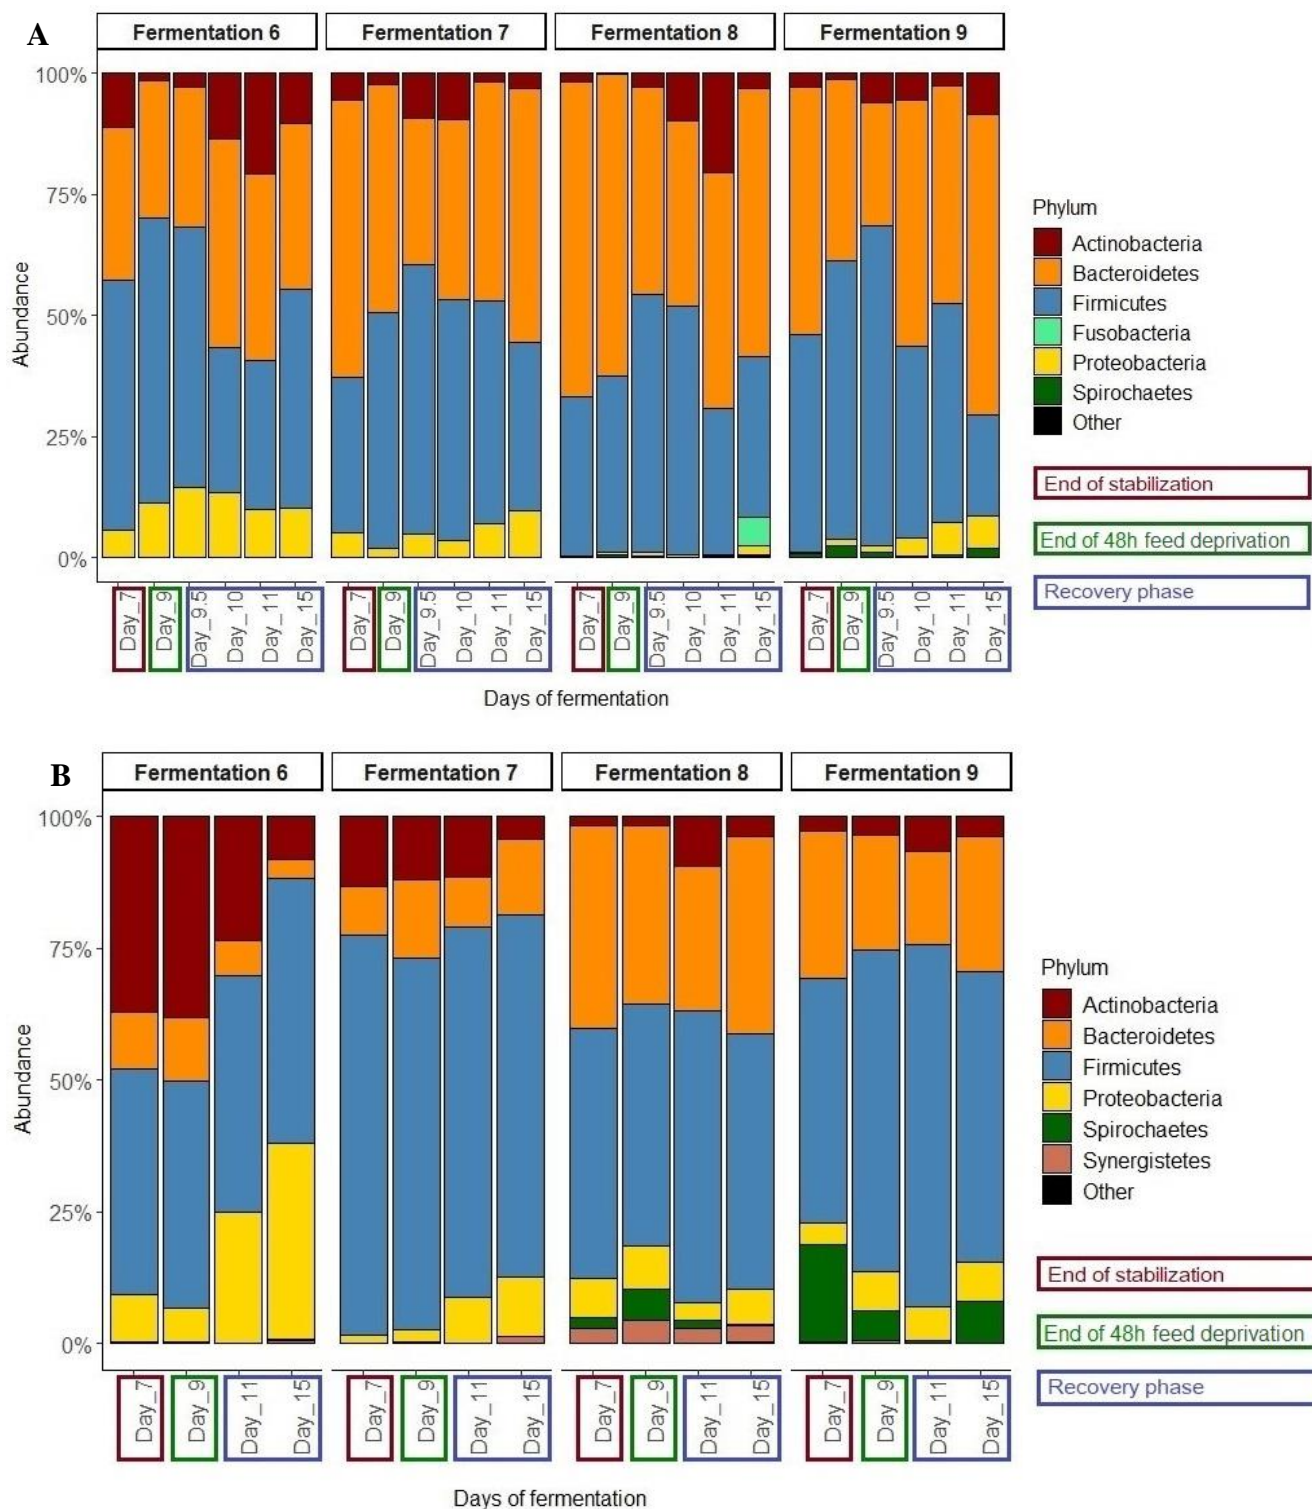 A
Fermentation 6 Fermentation 7 Fermentation 8 Fermentation 9
100%
75%
50%
25%
0%
Abundance
Day_7 Day_9 Day_9.5 Day_10 Day_11 Day_15 Day_7 Day_9 Day_9.5 Day_10 Day_11 Day_15 Day_7 Day_9 Day_9.5 Day_10 Day_11 Day_15 Day_7 Day_9 Day_9.5 Day_10 Day_11 Day_15
Days of fermentation
Phylum
Actinobacteria
Bacteroidetes
Firmicutes
Fusobacteria
Proteobacteria
Spirochaetes
Other
End of stabilization
End of 48h feed deprivation
Recovery phase
B
Fermentation 6 Fermentation 7 Fermentation 8 Fermentation 9
100%
75%
50%
25%
0%
Abundance
Day_7 Day_9 Day_11 Day_15 Day_7 Day_9 Day_11 Day_15 Day_7 Day_9 Day_11 Day_15 Day_7 Day_9 Day_11 Day_15
Days of fermentation
Phylum
Actinobacteria
Bacteroidetes
Firmicutes
Proteobacteria
Spirochaetes
Synergistetes
Other
End of stabilization
End of 48h feed deprivation
Recovery phase